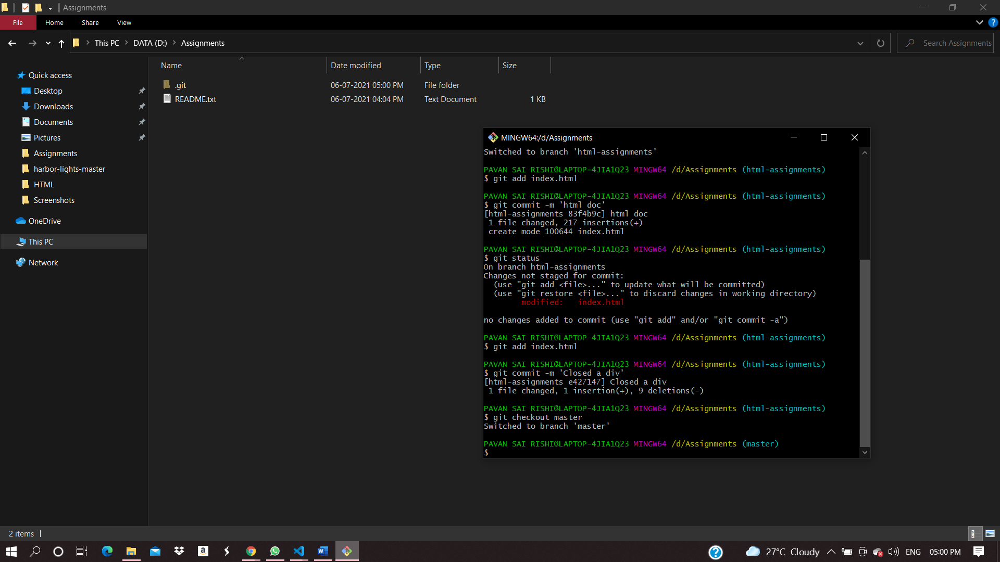 Assignments
File Home Share View
This PC DATA (D:) Assignments
Search Assignments
Name Date modified Type Size
.git 06-07-2021 05:00 PM File folder
README.txt 06-07-2021 04:04 PM Text Document 1 KB
Quick access
Desktop
Downloads
Documents
Pictures
Assignments
harbor-lights-master
HTML
Screenshots
OneDrive
This PC
Network
MINGW64:/d/Assignments
Switched to branch 'html-assignments'
PAVAN SAI RISHI@LAPTOP-4JIA1Q23 MINGW64 /d/Assignments (html-assignments)
$ git add index.html
PAVAN SAI RISHI@LAPTOP-4JIA1Q23 MINGW64 /d/Assignments (html-assignments)
$ git commit -m 'html doc'
[html-assignments 83f4b9c] html doc
1 file changed, 217 insertions(+)
create mode 100644 index.html
PAVAN SAI RISHI@LAPTOP-4JIA1Q23 MINGW64 /d/Assignments (html-assignments)
$ git status
On branch html-assignments
Changes not staged for commit:
(use "git add <file>..." to update what will be committed)
(use "git restore <file>..." to discard changes in working directory)
modified: index.html
no changes added to commit (use "git add" and/or "git commit -a")
PAVAN SAI RISHI@LAPTOP-4JIA1Q23 MINGW64 /d/Assignments (html-assignments)
$ git add index.html
PAVAN SAI RISHI@LAPTOP-4JIA1Q23 MINGW64 /d/Assignments (html-assignments)
$ git commit -m 'Closed a div'
[html-assignments e427147] Closed a div
1 file changed, 1 insertion(+), 9 deletions(-)
PAVAN SAI RISHI@LAPTOP-4JIA1Q23 MINGW64 /d/Assignments (html-assignments)
$ git checkout master
Switched to branch 'master'
PAVAN SAI RISHI@LAPTOP-4JIA1Q23 MINGW64 /d/Assignments (master)
$
2 items
27°C Cloudy ENG 05:00 PM